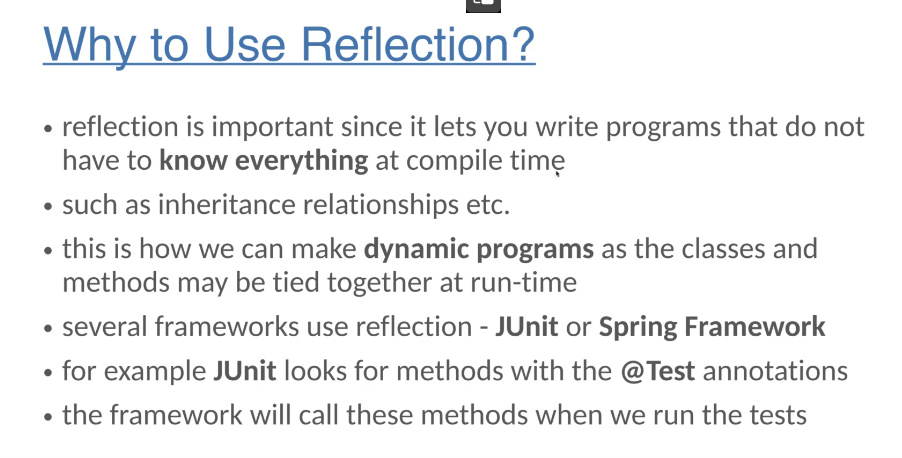 Why to Use Reflection?
• reflection is important since it lets you write programs that do not
have to know everything at compile time
• such as inheritance relationships etc.
• this is how we can make dynamic programs as the classes and
methods may be tied together at run-time
• several frameworks use reflection - JUnit or Spring Framework
• for example JUnit looks for methods with the @Test annotations
• the framework will call these methods when we run the tests